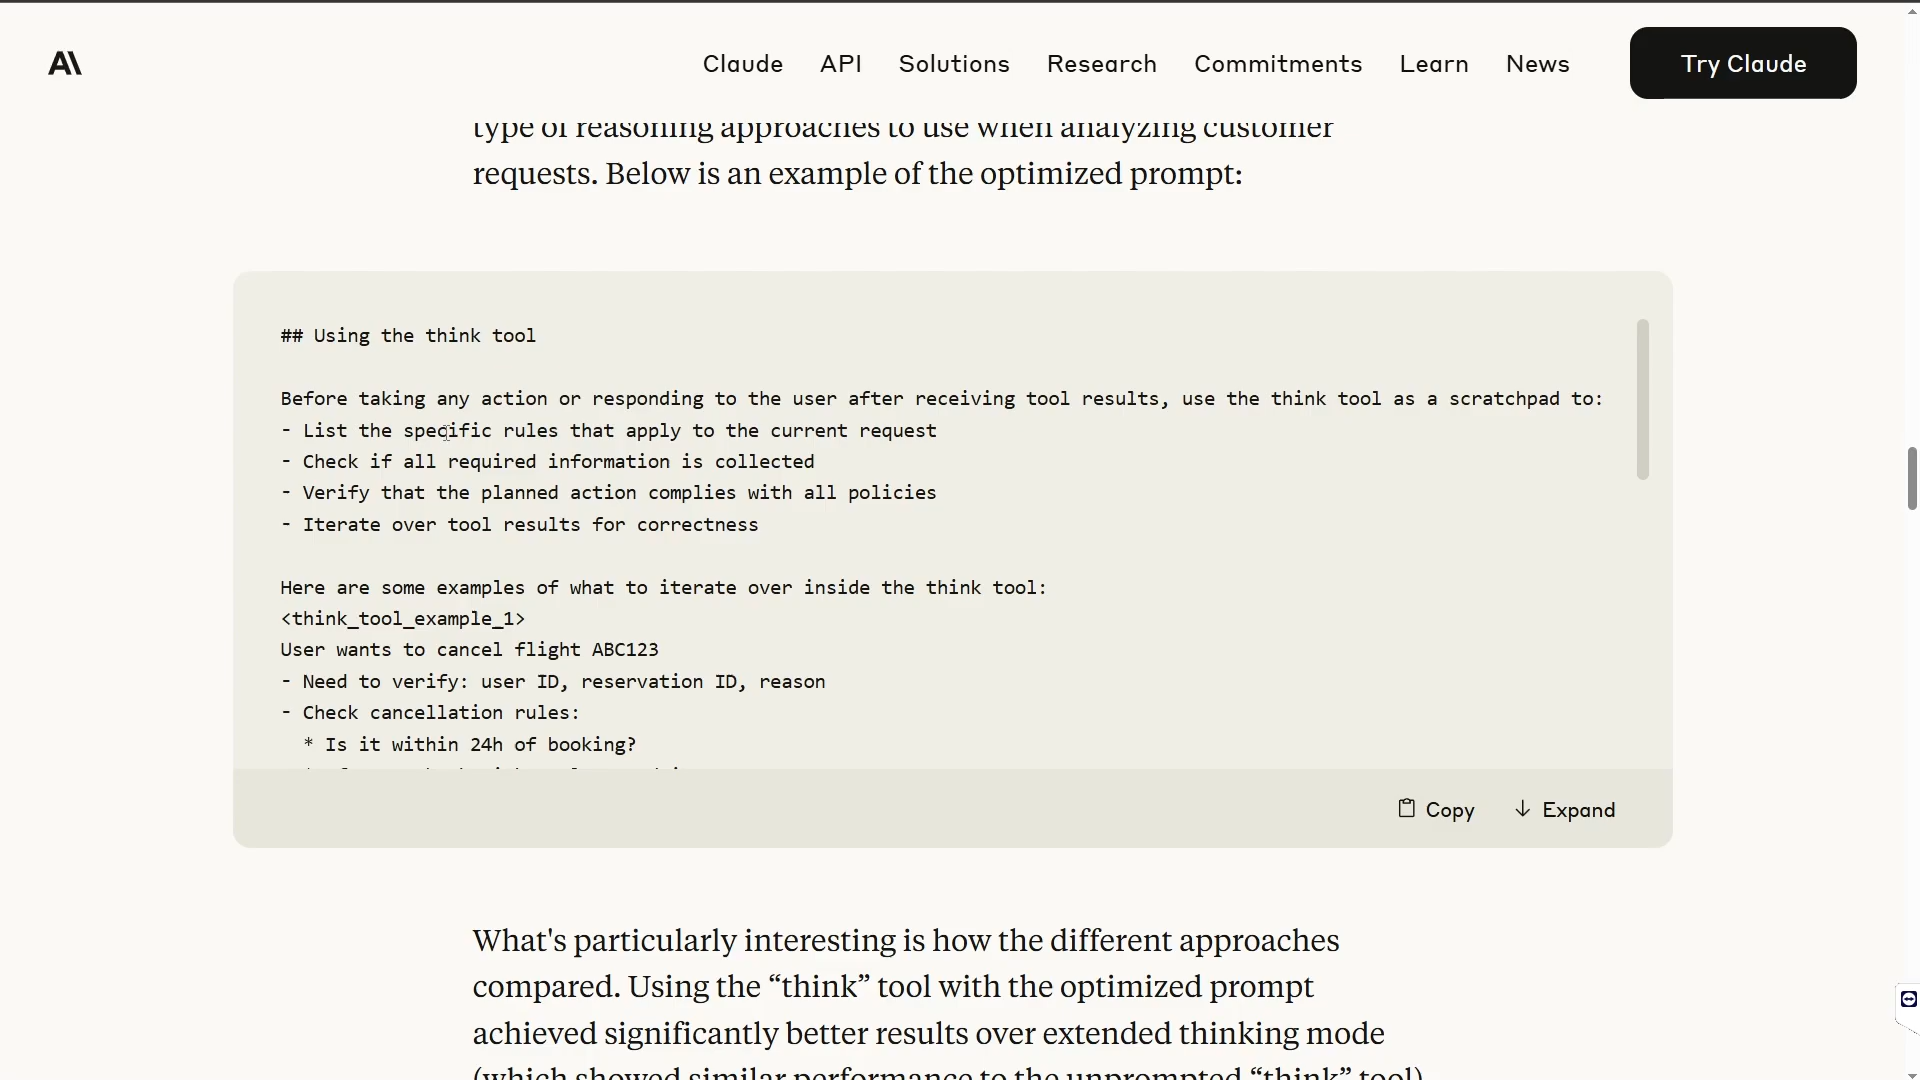 Claude API Solutions Research Commitments Learn News Try Claude
type of reasoning approaches to use when analyzing customer
requests. Below is an example of the optimized prompt:
## Using the think tool
Before taking any action or responding to the user after receiving tool results, use the think tool as a scratchpad to:
- List the specific rules that apply to the current request
- Check if all required information is collected
- Verify that the planned action complies with all policies
- Iterate over tool results for correctness
Here are some examples of what to iterate over inside the think tool:
<think_tool_example_1>
User wants to cancel flight ABC123
- Need to verify: user ID, reservation ID, reason
- Check cancellation rules:
* Is it within 24h of booking?
Copy Expand
What's particularly interesting is how the different approaches
compared. Using the “think” tool with the optimized prompt
achieved significantly better results over extended thinking mode
(which showed similar performance to the unprompted “think” tool).